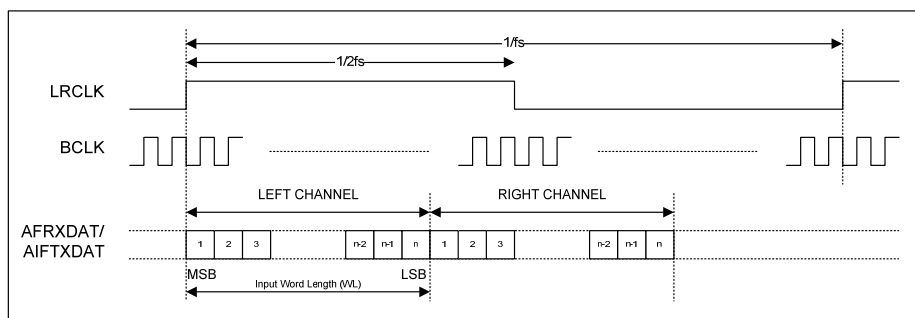 1/fs
1/2fs
LRCLK
BCLK
LEFT CHANNEL RIGHT CHANNEL
AFRXDAT/
AIFTXDAT
1 2 3 n-2 n-1 n 1 2 3 n-2 n-1 n
MSB LSB
Input Word Length (WL)